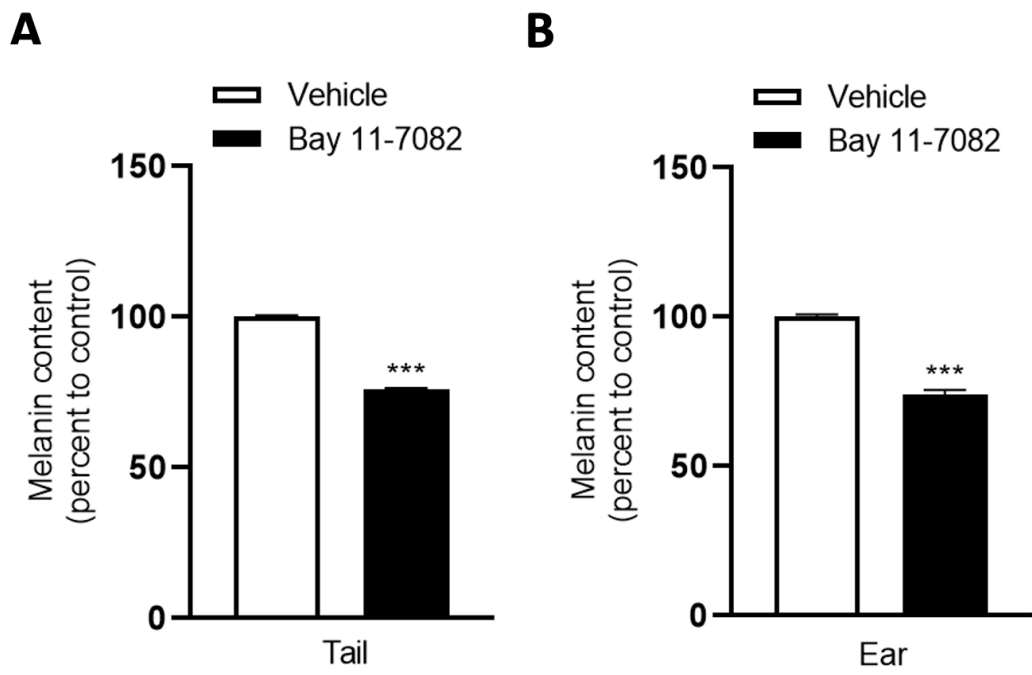 A
Vehicle
Bay 11-7082
150
100
50
0
Melanin content
(percent to control)
***
Tail
B
Vehicle
Bay 11-7082
150
100
50
0
Melanin content
(percent to control)
***
Ear